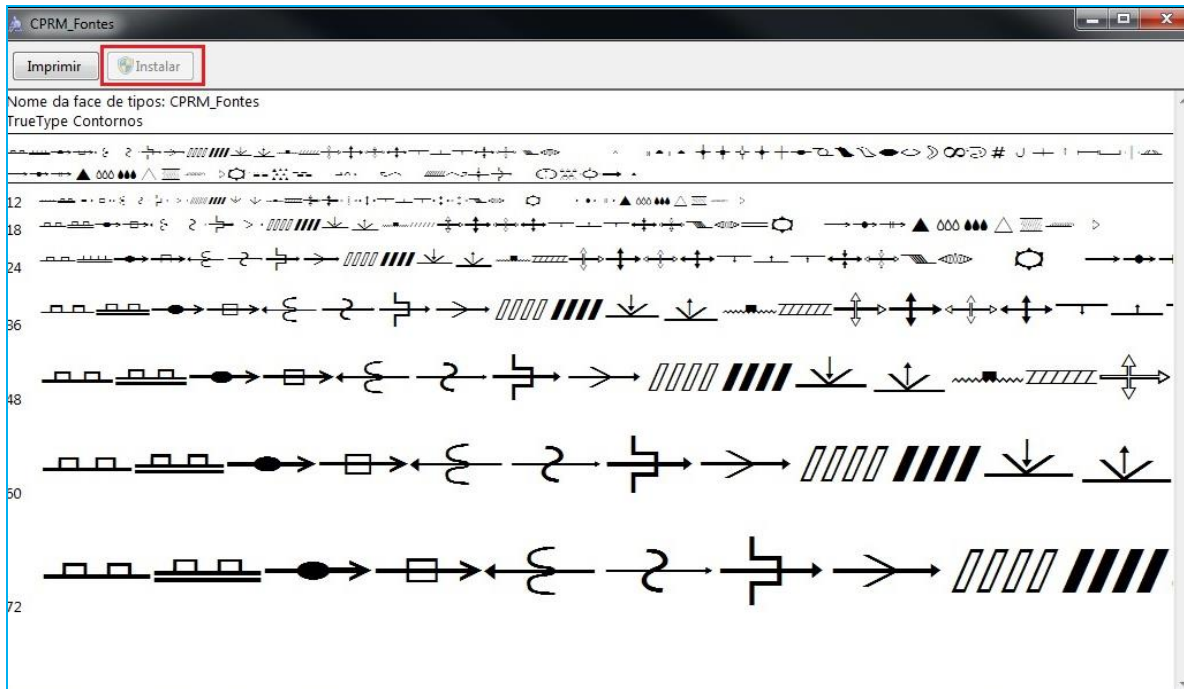 CPRM_Fontes
Imprimir
Instalar
Nome da face de tipos: CPRM_Fontes
TrueType Contornos
12
18
24
36
48
60
72